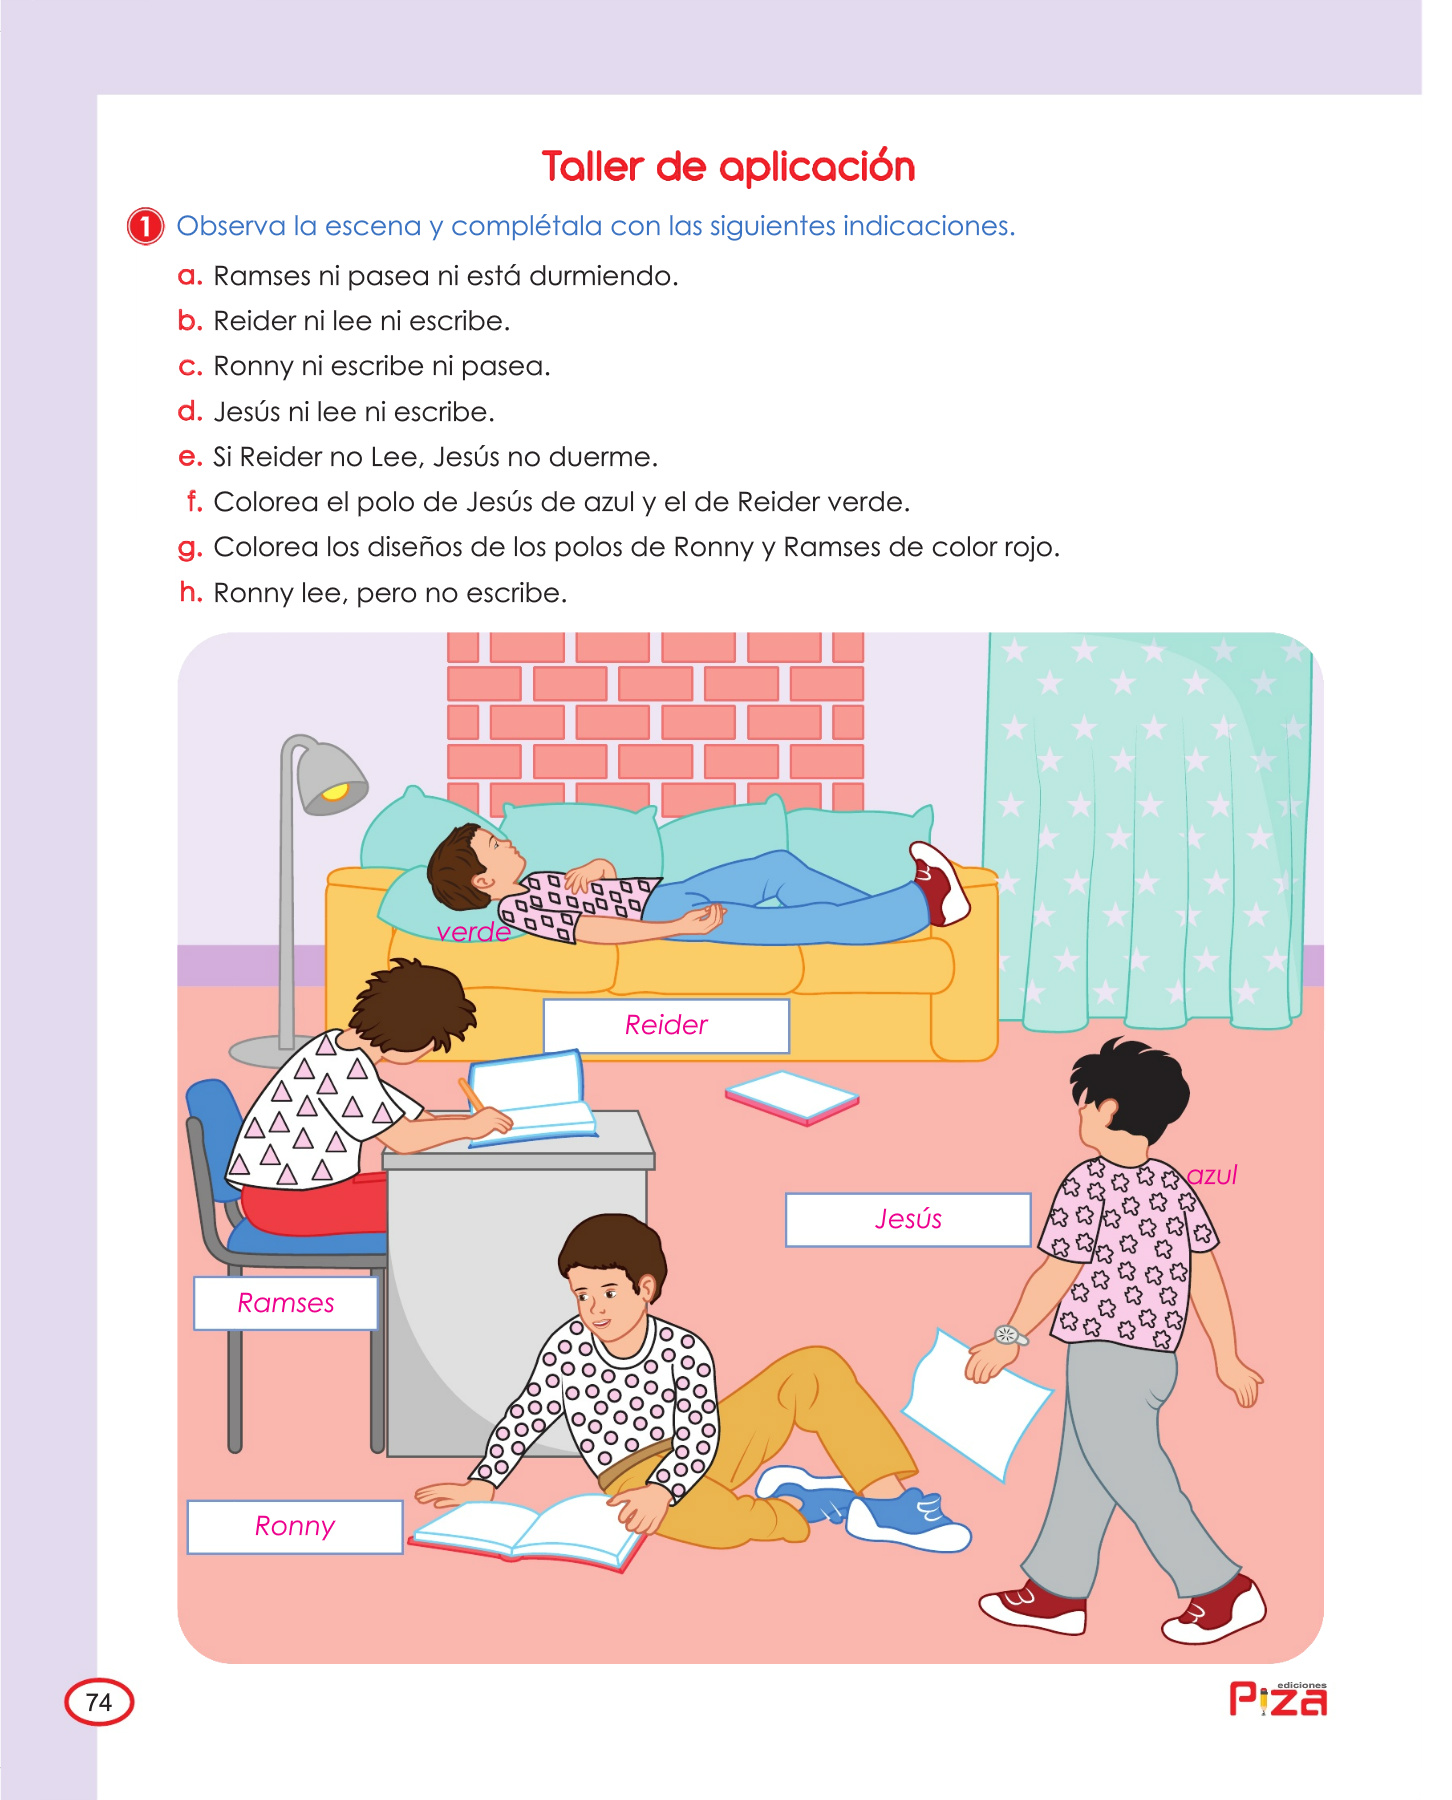 Taller de aplicación
1 Observa la escena y complétala con las siguientes indicaciones.
a. Ramses ni pasea ni está durmiendo.
b. Reider ni lee ni escribe.
c. Ronny ni escribe ni pasea.
d. Jesús ni lee ni escribe.
e. Si Reider no Lee, Jesús no duerme.
f. Colorea el polo de Jesús de azul y el de Reider verde.
g. Colorea los diseños de los polos de Ronny y Ramses de color rojo.
h. Ronny lee, pero no escribe.
verde
Reider
azul
Jesús
Ramses
Ronny
74
ediciones
Piza